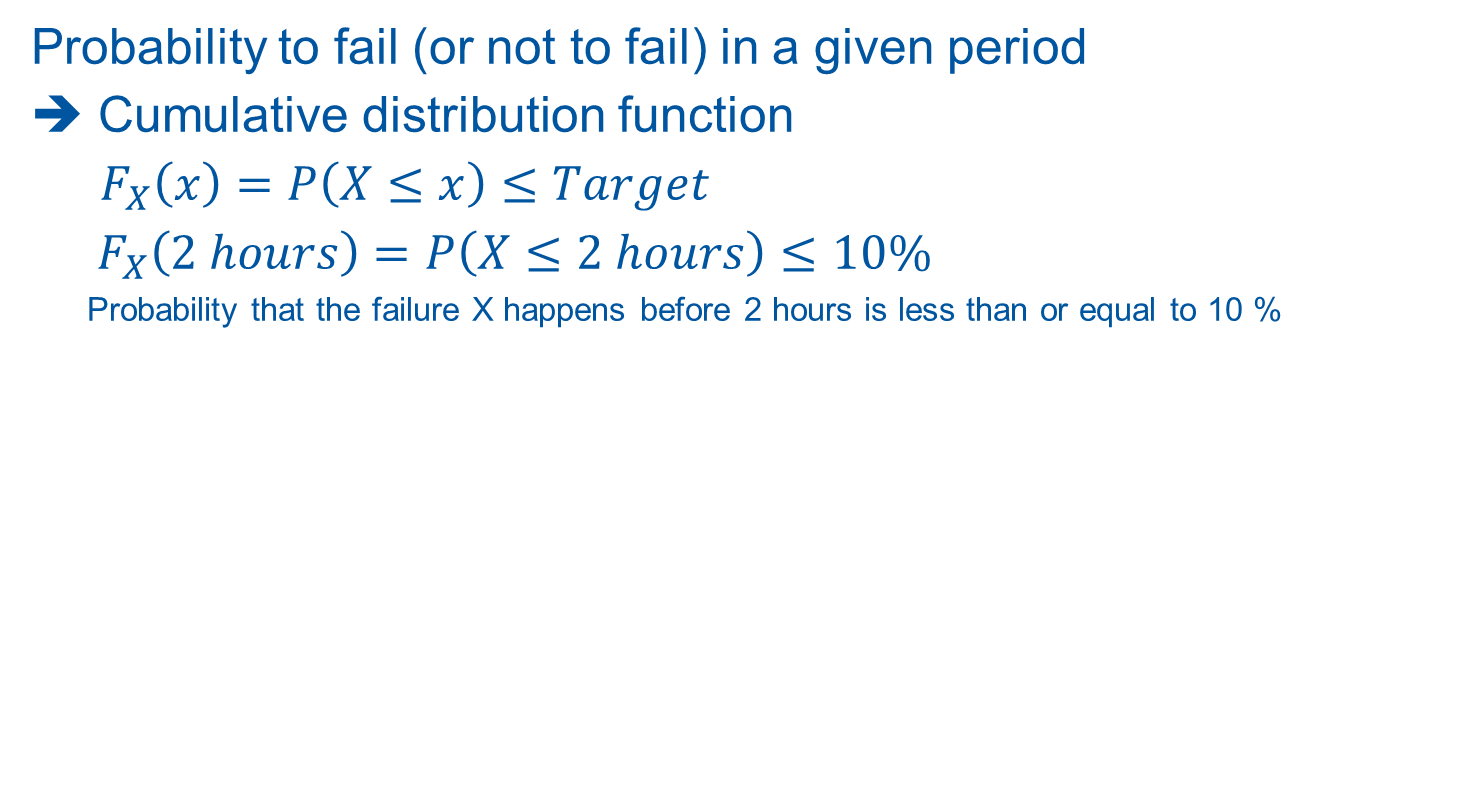 Probability to fail (or not to fail) in a given period
➔ Cumulative distribution function
F_X(x) = P(X ≤ x) ≤ Target
F_X(2 hours) = P(X ≤ 2 hours) ≤ 10%
Probability that the failure X happens before 2 hours is less than or equal to 10 %